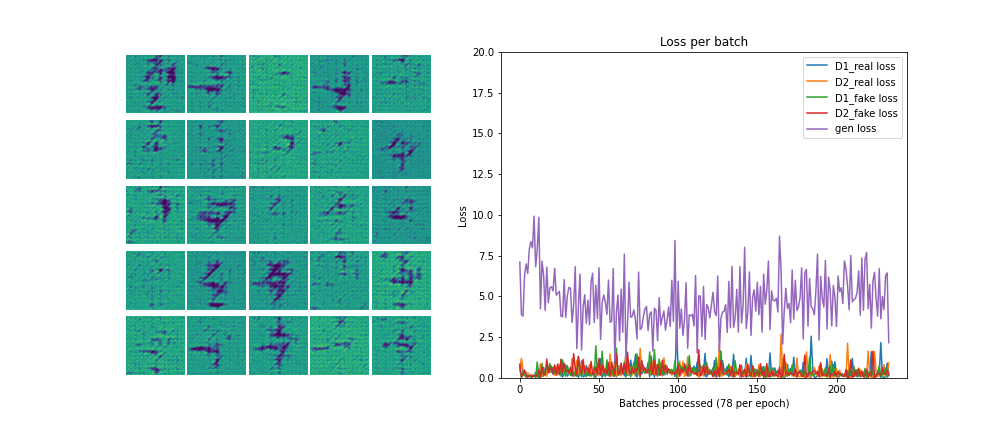 Loss per batch
20.0
17.5
15.0
12.5
10.0
7.5
5.0
2.5
0.0
Loss
D1_real loss
D2_real loss
D1_fake loss
D2_fake loss
gen loss
0 50 100 150 200
Batches processed (78 per epoch)